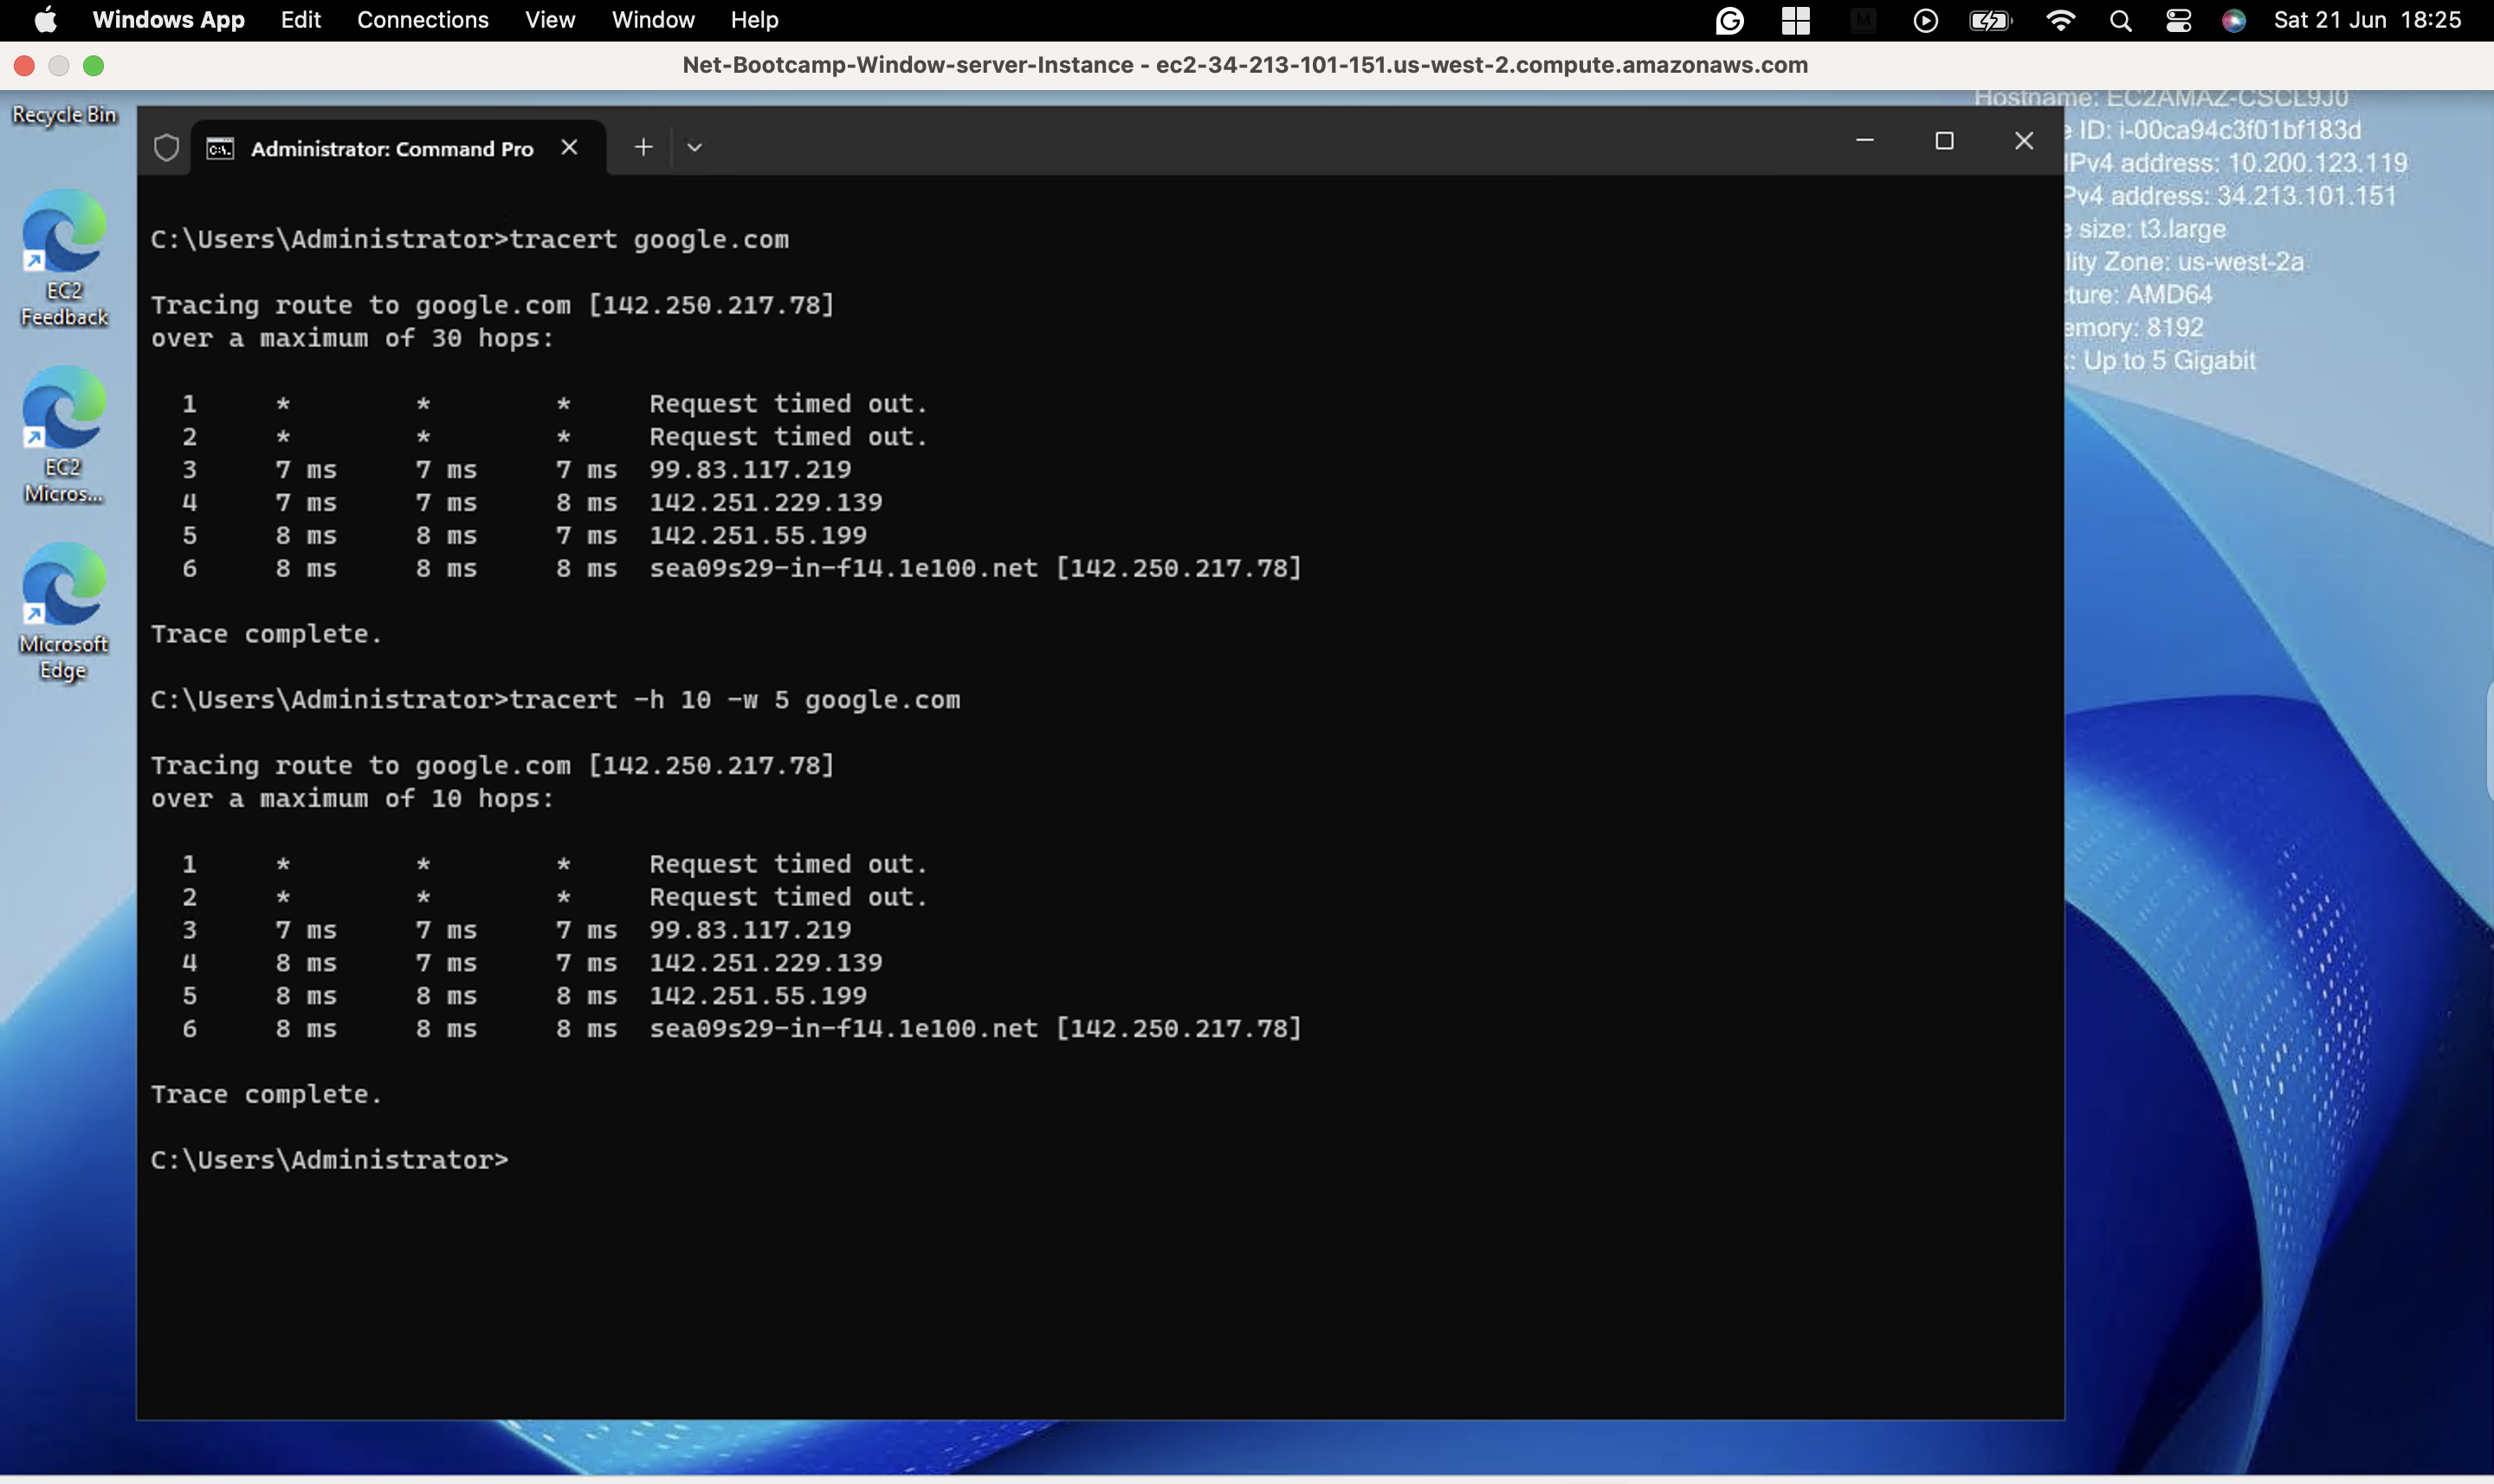 Windows App Edit Connections View Window Help Sat 21 Jun 18:25
Net-Bootcamp-Window-server-Instance - ec2-34-213-101-151.us-west-2.compute.amazonaws.com
Recycle Bin
EC2
Feedback
EC2
Micros...
Microsoft
Edge
Administrator: Command Pro
C:\Users\Administrator>tracert google.com
Tracing route to google.com [142.250.217.78]
over a maximum of 30 hops:
1 * * * Request timed out.
2 * * * Request timed out.
3 7 ms 7 ms 7 ms 99.83.117.219
4 7 ms 7 ms 8 ms 142.251.229.139
5 8 ms 8 ms 7 ms 142.251.55.199
6 8 ms 8 ms 8 ms sea09s29-in-f14.1e100.net [142.250.217.78]
Trace complete.
C:\Users\Administrator>tracert -h 10 -w 5 google.com
Tracing route to google.com [142.250.217.78]
over a maximum of 10 hops:
1 * * * Request timed out.
2 * * * Request timed out.
3 7 ms 7 ms 7 ms 99.83.117.219
4 8 ms 7 ms 7 ms 142.251.229.139
5 8 ms 8 ms 8 ms 142.251.55.199
6 8 ms 8 ms 8 ms sea09s29-in-f14.1e100.net [142.250.217.78]
Trace complete.
C:\Users\Administrator>
Hostname: EC2AMAZ-CSCL9J0
ID: i-00ca94c3f01bf183d
IPv4 address: 10.200.123.119
Pv4 address: 34.213.101.151
size: t3.large
lity Zone: us-west-2a
cture: AMD64
emory: 8192
: Up to 5 Gigabit